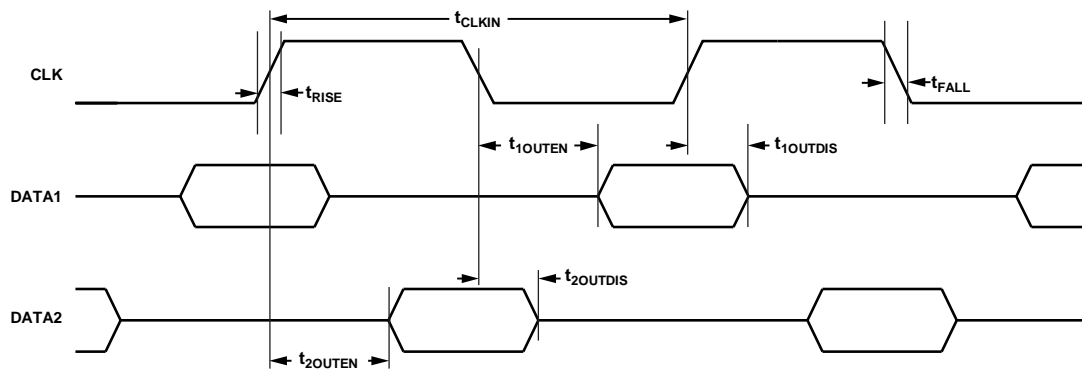 tCLKIN
CLK
tRISE
tFALL
t1OUTEN
t1OUTDIS
DATA1
t2OUTDIS
DATA2
t2OUTEN